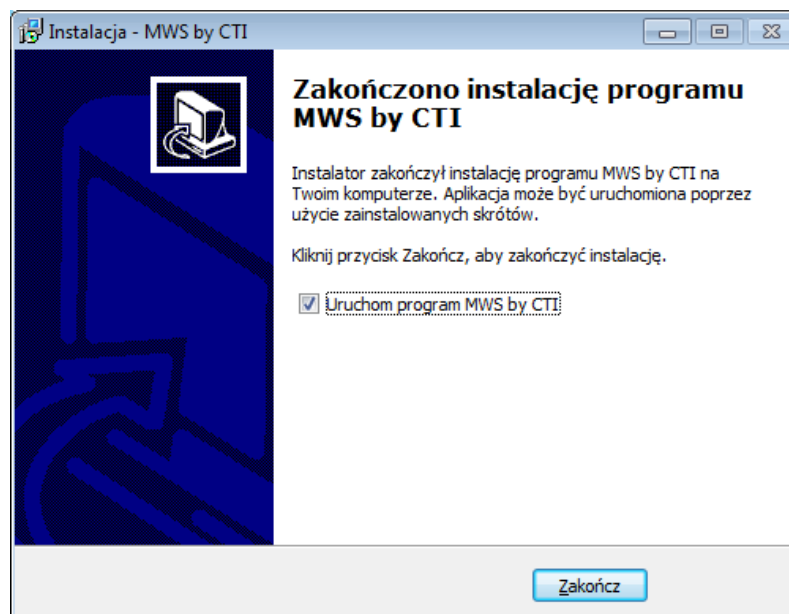 Instalacja - MWS by CTI
Zakończono instalację programu
MWS by CTI
Instalator zakończył instalację programu MWS by CTI na
Twoim komputerze. Aplikacja może być uruchomiona poprzez
użycie zainstalowanych skrótów.
Kliknij przycisk Zakończ, aby zakończyć instalację.
Uruchom program MWS by CTI
Zakończ